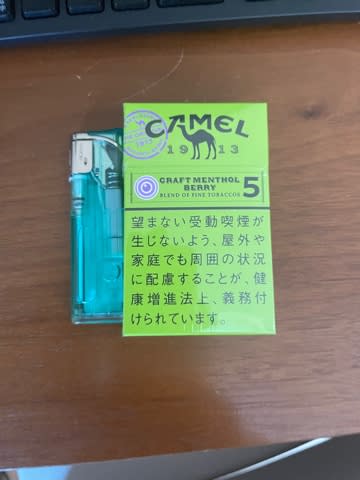 CAMEL
1913
CRAFT MENTHOL
BERRY
BLEND OF FINE TOBACCOS
5
望まない受動喫煙が
生じないよう、屋外や
家庭でも周囲の状況
に配慮することが、健
康増進法上、義務付
けられています。